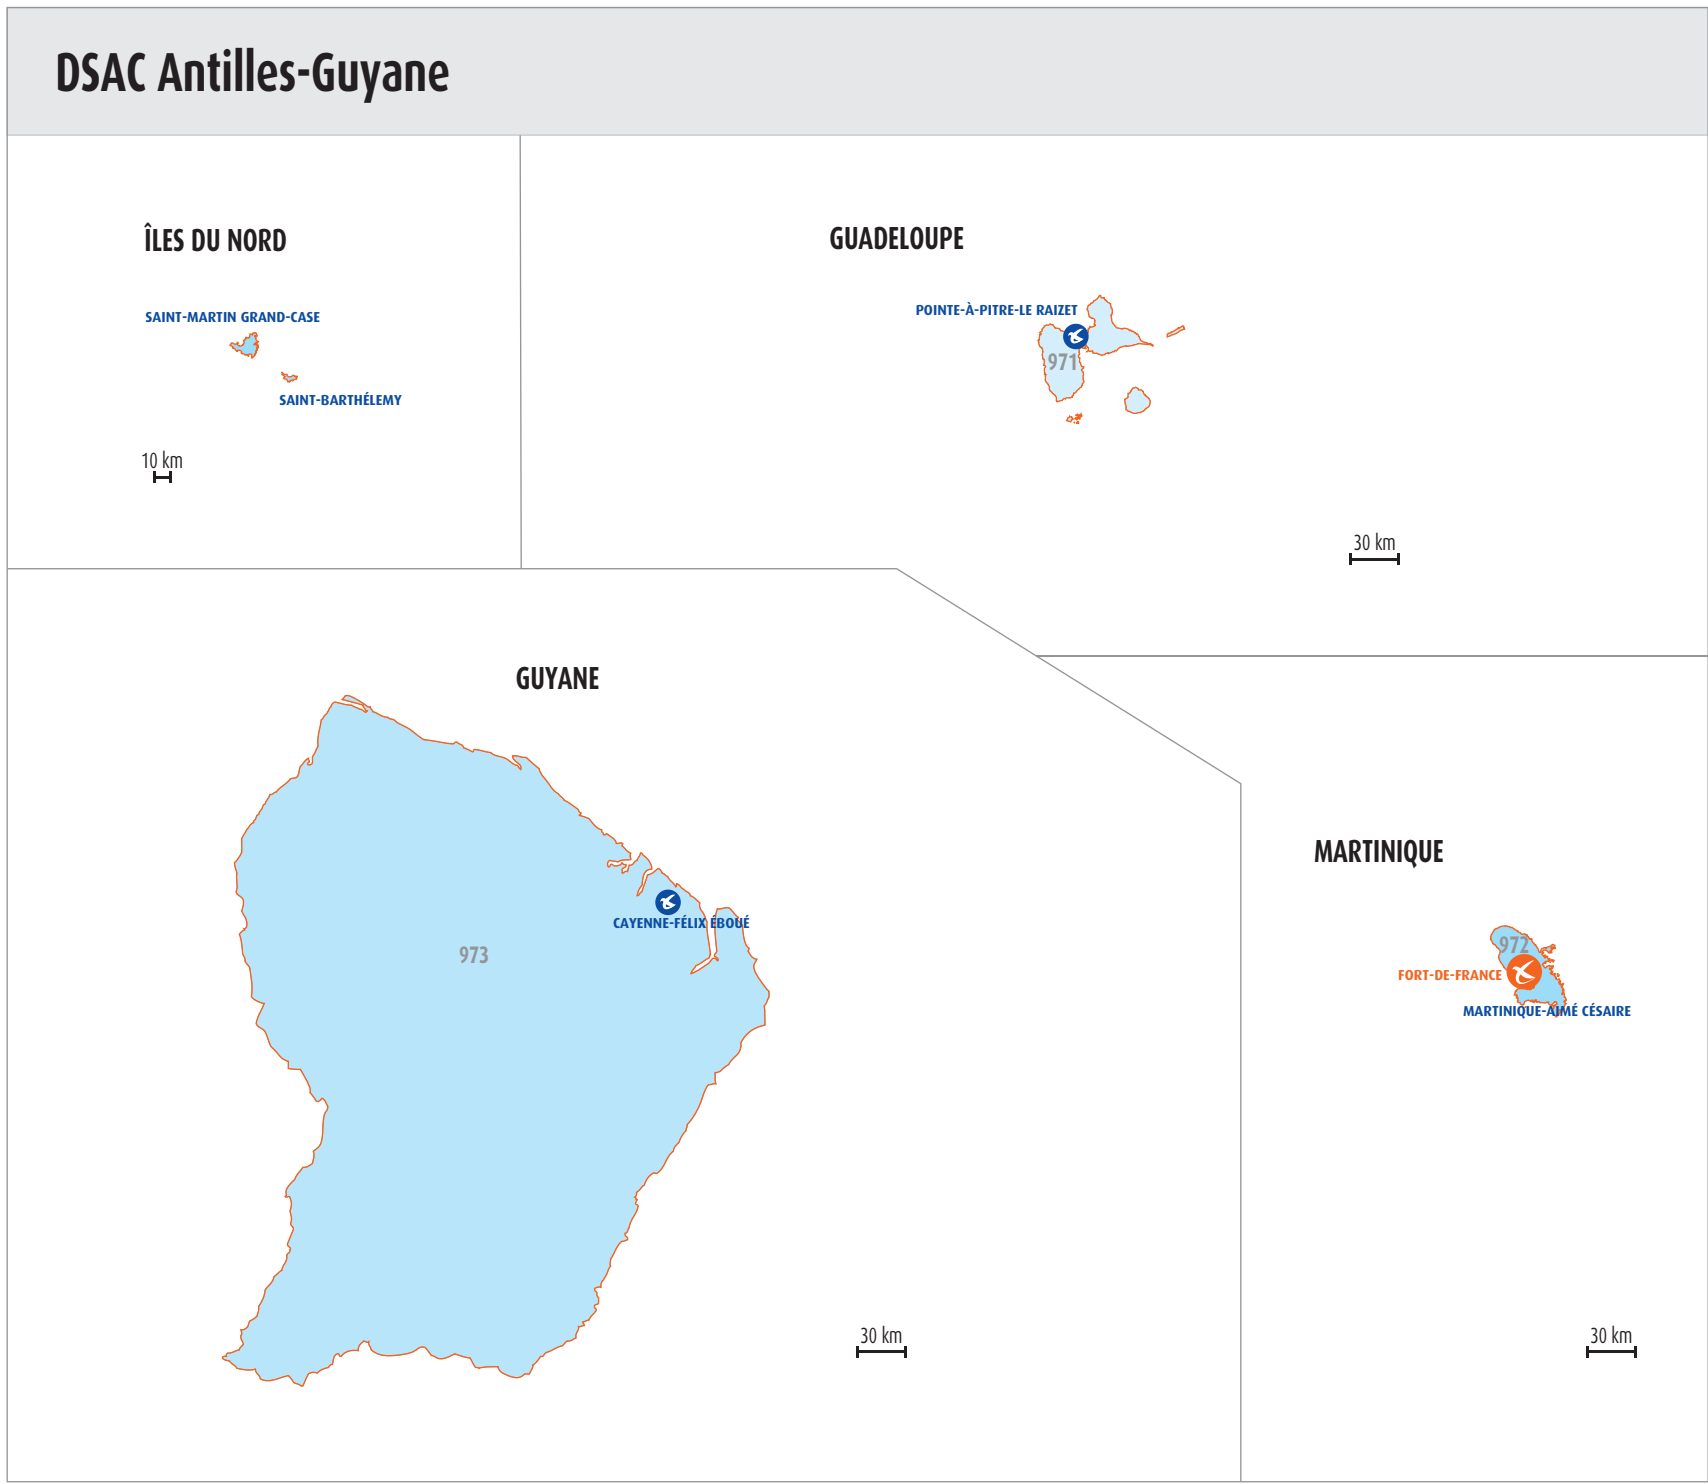 DSAC Antilles-Guyane
ÎLES DU NORD
SAINT-MARTIN GRAND-CASE
SAINT-BARTHÉLEMY
10 km
GUADELOUPE
POINTE-À-PITRE-LE RAIZET
971
30 km
GUYANE
CAYENNE-FÉLIX ÉBOUÉ
973
30 km
MARTINIQUE
972
FORT-DE-FRANCE
MARTINIQUE-AIMÉ CÉSAIRE
30 km